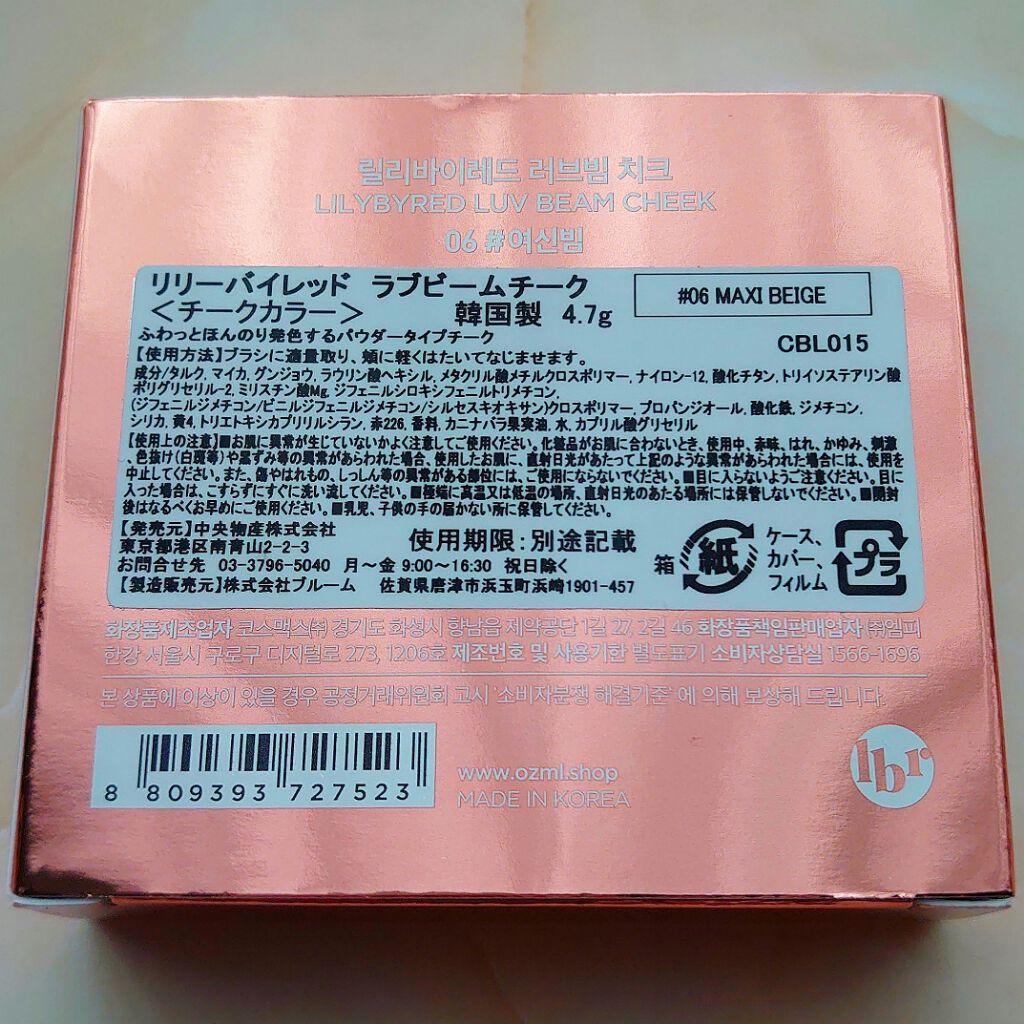 릴리바이레드 러브빔 치크
LILYBYRED LUV BEAM CHEEK
06 #여신빔
リリーバイレッド ラブビームチーク
<チークカラー> 韓国製 4.7g
#06 MAXI BEIGE
CBL015
ふわっとほんのり発色するパウダータイプチーク
【使用方法】ブラシに適量取り、頬に軽くはたいてなじませます。
成分/タルク, マイカ, グンジョウ, ラウリン酸ヘキシル, メタクリル酸メチルクロスポリマー, ナイロン-12, 酸化チタン, トリイソステアリン酸
ポリグリセリル-2, ミリスチン酸Mg, ジフェニルシロキシフェニルトリメチコン,
(ジフェニルジメチコン/ビニルジフェニルジメチコン/シルセスキオキサン)クロスポリマー, プロパンジオール, 酸化鉄, ジメチコン,
シリカ, 黄4, トリエトキシカプリリルシラン, 赤226, 香料, カニナバラ果実油, 水, カプリル酸グリセリル
【使用上の注意】■お肌に異常が生じていないかよく注意してご使用ください。化粧品がお肌に合わないとき、使用中、赤味、はれ、かゆみ、刺激
、色抜け(白斑等)や黒ずみ等の異常があらわれた場合、使用したお肌に、直射日光があたって上記のような異常があらわれた場合には、使用を
中止してください。また、傷やはれもの、しっしん等の異常がある部位には、ご使用にならないでください。■目に入らないようご注意ください。目に
入った場合は、こすらずにすぐに洗い流してください。■極端に高温又は低温の場所、直射日光のあたる場所には保管しないでください。■開封
後はなるべくお早めにご使用ください。■乳児、子供の手の届かない所に保管してください。
【発売元】中央物産株式会社
東京都港区南青山2-2-3
使用期限:別途記載
お問合せ先 03-3796-5040 月~金 9:00~16:30 祝日除く
【製造販売元】株式会社ブルーム 佐賀県唐津市浜玉町浜崎1901-457
箱
紙
ケース、
カバー、
フィルム
プラ
화장품제조업자 코스맥스㈜ 경기도 화성시 향남읍 제약공단 1길 27, 2길 46 화장품책임판매업자 ㈜엠피
한강 서울시 구로구 디지털로 273, 1206호 제조번호 및 사용기한 별도표기 소비자상담실 1566-1696
본 상품에 이상이 있을 경우 공정거래위원회 고시 '소비자분쟁 해결기준'에 의해 보상해 드립니다.
8 809393 727523
www.ozml.shop
MADE IN KOREA
lbr